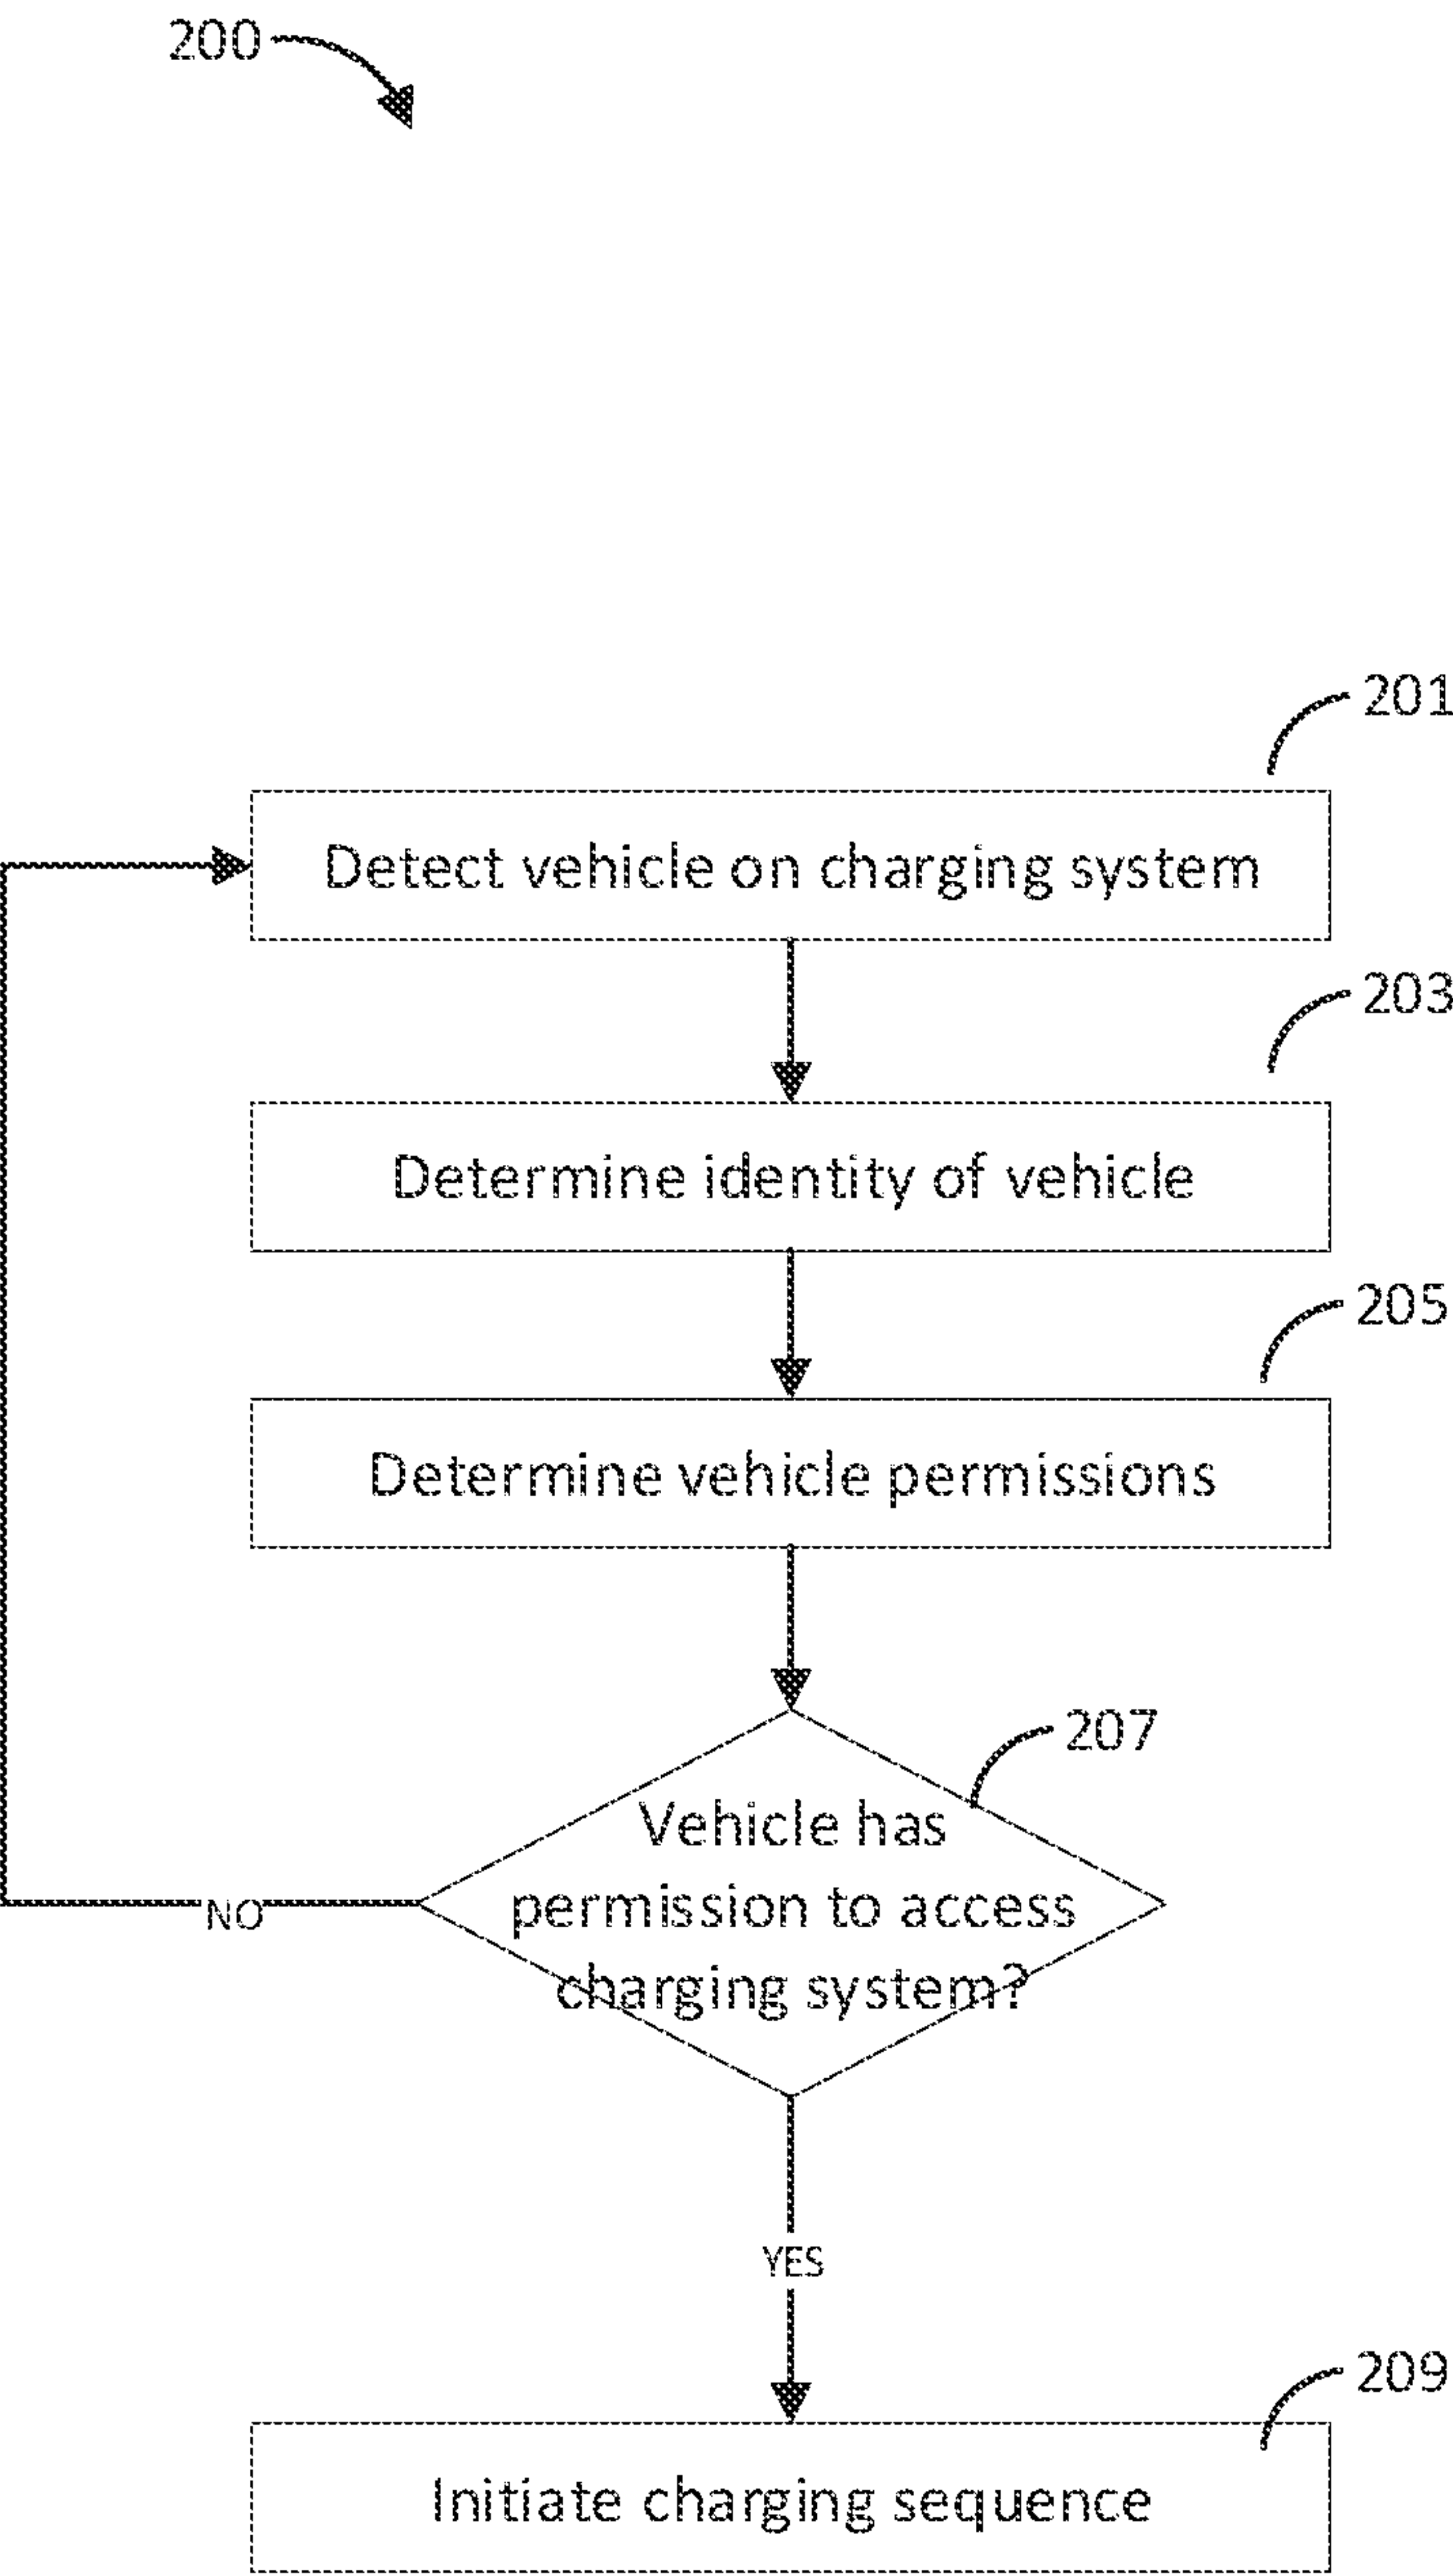 200
201
Detect vehicle on charging system
203
Determine identity of vehicle
205
Determine vehicle permissions
207
Vehicle has
permission to access
charging system?
NO
YES
209
Initiate charging sequence